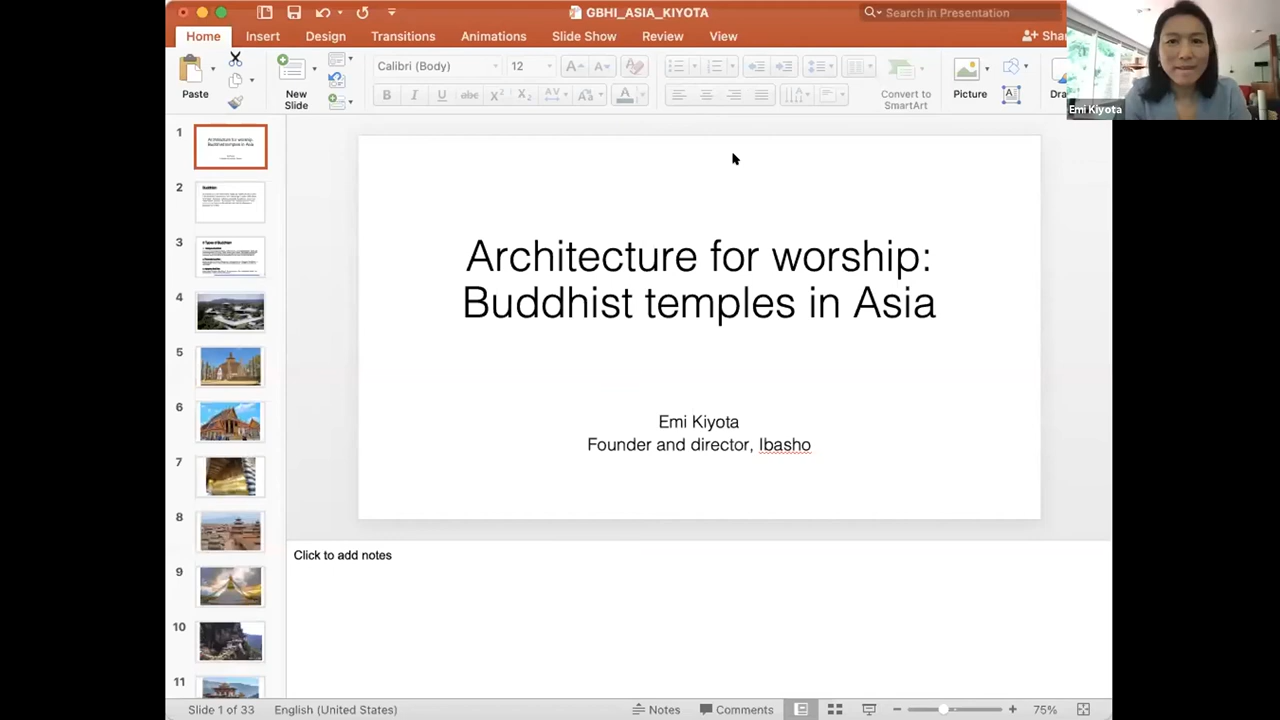 GBHI_ASIA_KIYOTA
Search in Presentation
Home Insert Design Transitions Animations Slide Show Review View
Shar
Emi Kiyota
Paste
New
Slide
Calibri (Body) 12
Convert to
SmartArt
Picture
Dra
1
2
3
4
5
6
7
8
9
10
11
Buddhism
Architecture for worship:
Buddhist temples in Asia
Emi Kiyota
Founder and director, Ibasho
Click to add notes
Slide 1 of 33 English (United States) Notes Comments 75%